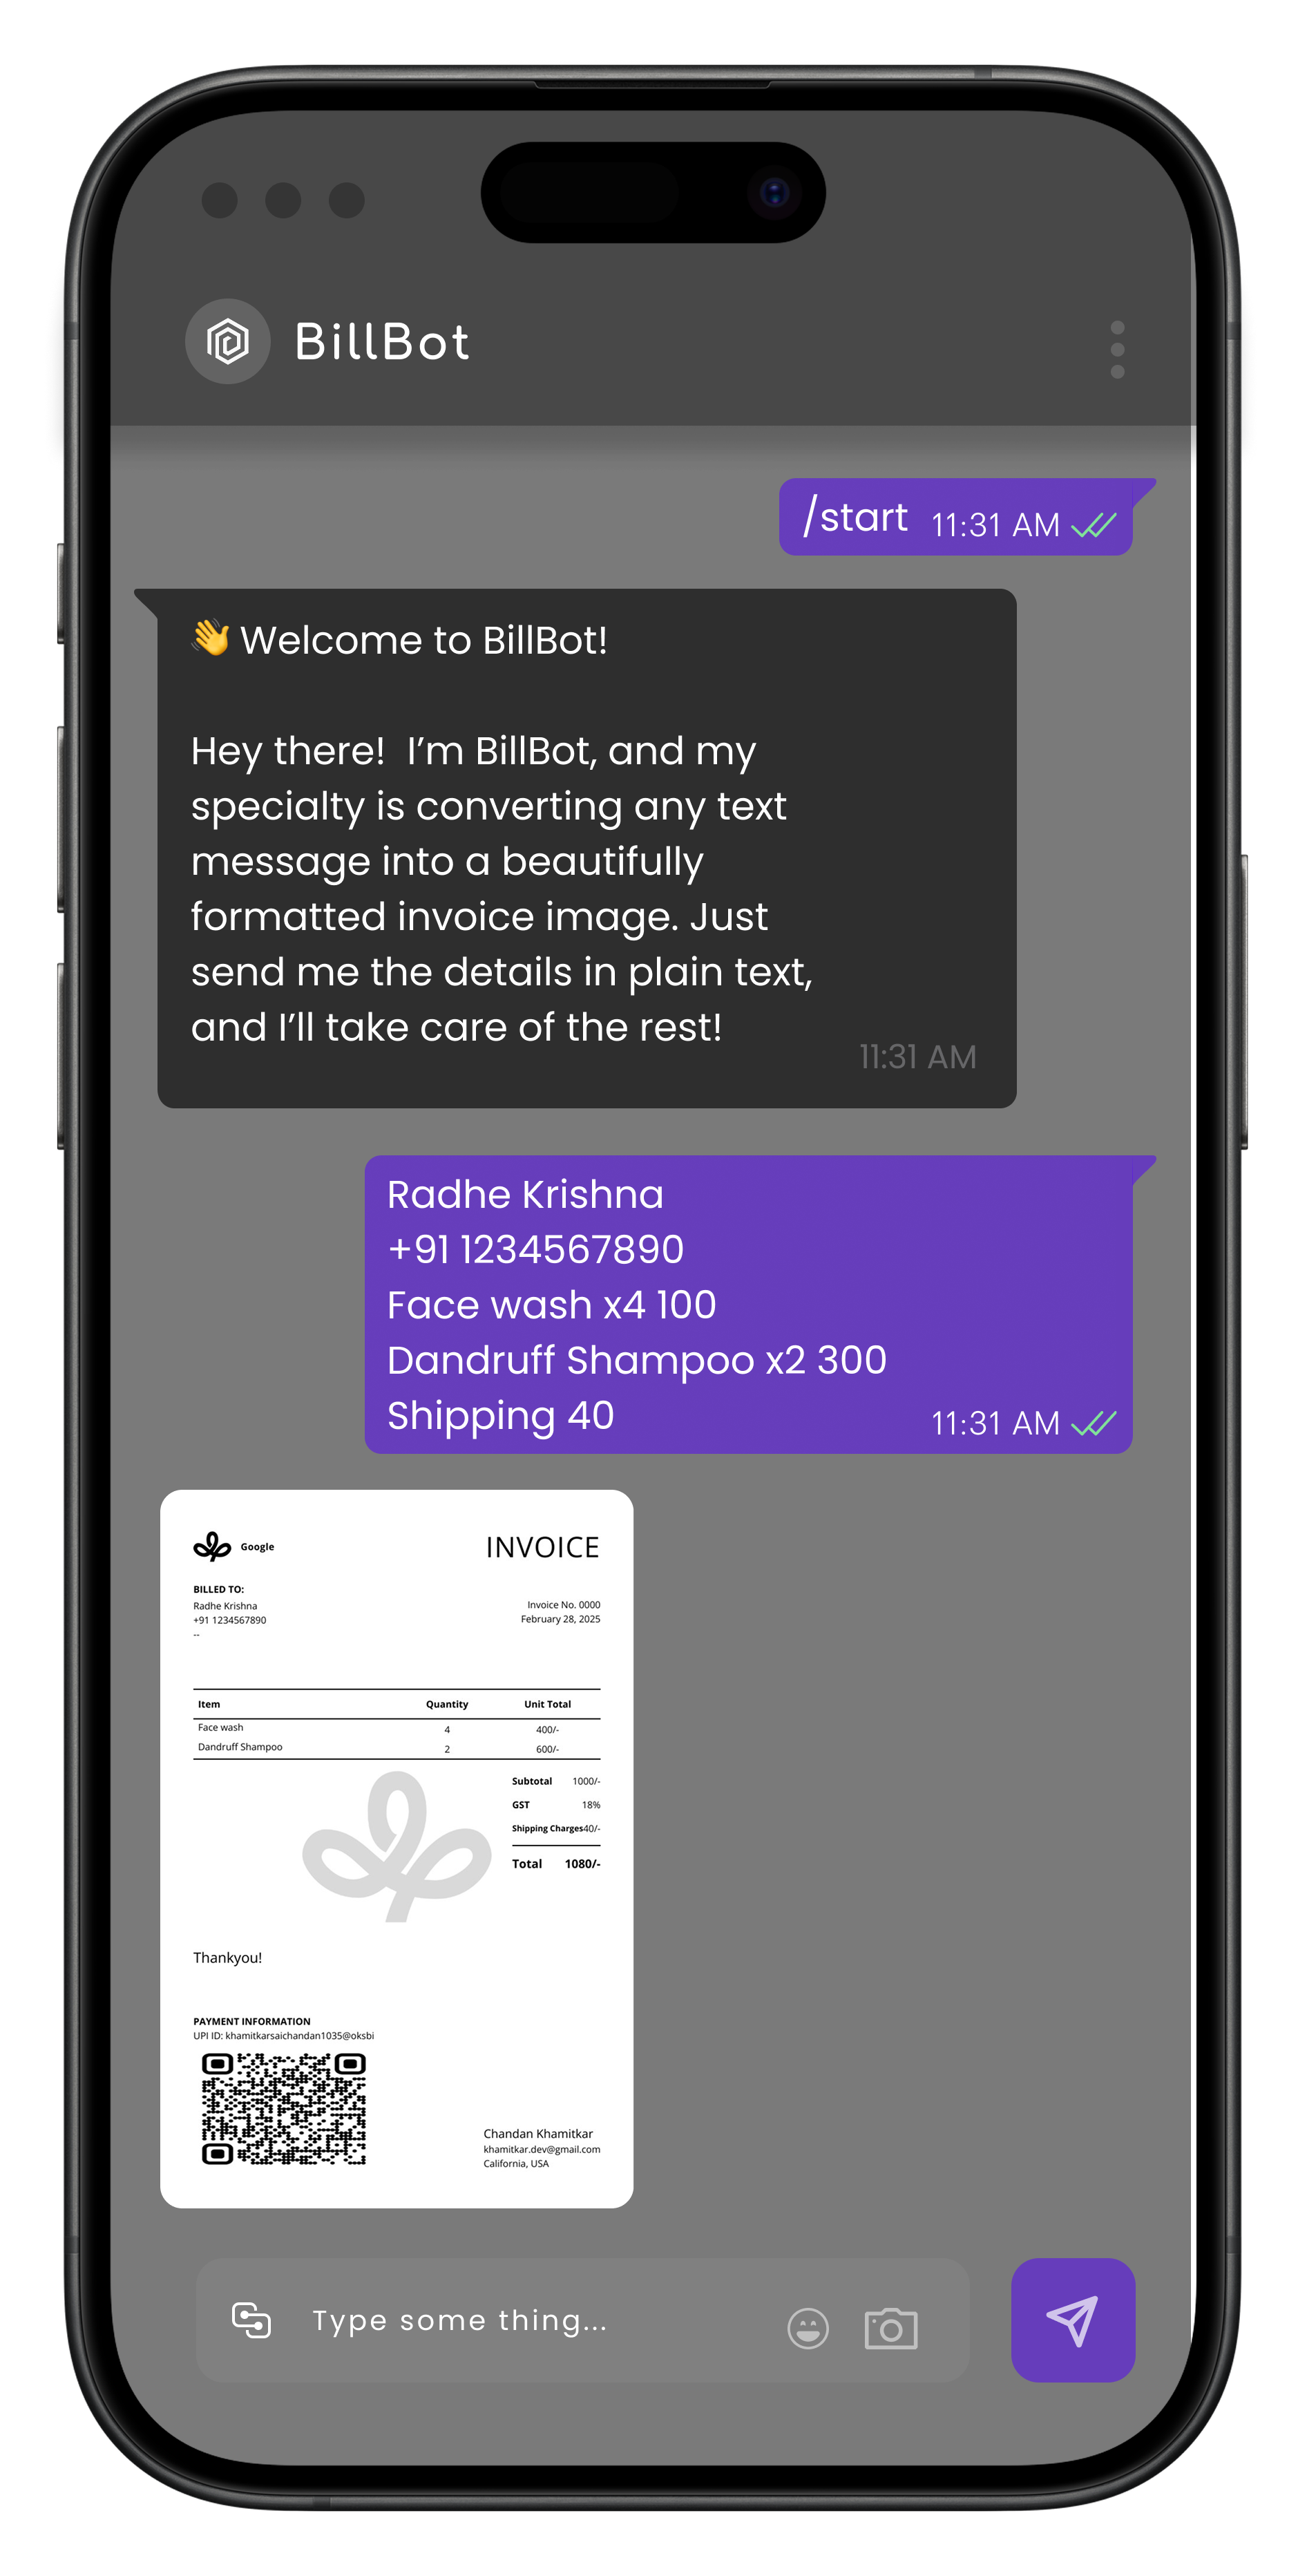 BillBot
/start 11:31 AM
👋 Welcome to BillBot!
Hey there!  I’m BillBot, and my
specialty is converting any text
message into a beautifully
formatted invoice image. Just
send me the details in plain text,
and I’ll take care of the rest!
11:31 AM
Radhe Krishna
+91 1234567890
Face wash x4 100
Dandruff Shampoo x2 300
Shipping 40
11:31 AM
Google
INVOICE
BILLED TO:
Radhe Krishna
+91 1234567890
--
Invoice No. 0000
February 28, 2025
Item Quantity Unit Total
Face wash 4 400/-
Dandruff Shampoo 2 600/-
Subtotal 1000/-
GST 18%
Shipping Charges40/-
Total 1080/-
Thankyou!
PAYMENT INFORMATION
UPI ID: khamitkarsaichandan1035@oksbi
Chandan Khamitkar
khamitkar.dev@gmail.com
California, USA
Type some thing...